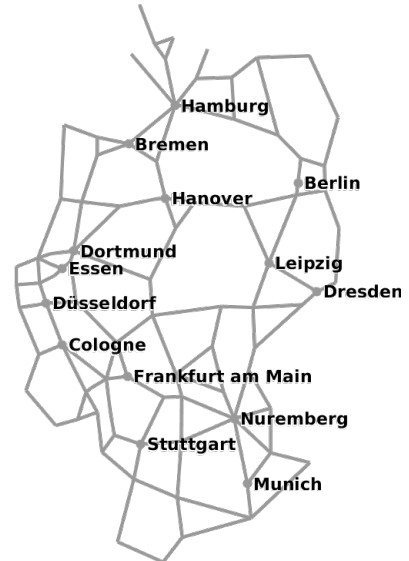 Hamburg
Bremen
Hanover
Berlin
Dortmund
Essen
Leipzig
Düsseldorf
Dresden
Cologne
Frankfurt am Main
Nuremberg
Stuttgart
Munich